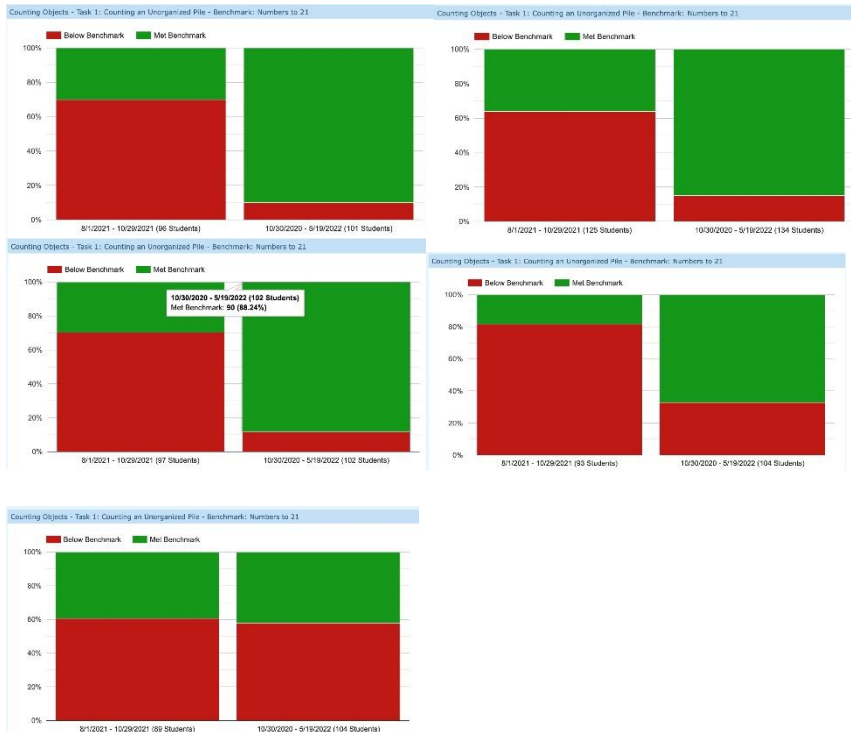 Counting Objects - Task 1: Counting an Unorganized Pile - Benchmark: Numbers to 21
Below Benchmark Met Benchmark
100%
80%
60%
40%
20%
0%
8/1/2021 - 10/29/2021 (96 Students) 10/30/2020 - 5/19/2022 (101 Students)
Counting Objects - Task 1: Counting an Unorganized Pile - Benchmark: Numbers to 21
Below Benchmark Met Benchmark
100%
80%
60%
40%
20%
0%
8/1/2021 - 10/29/2021 (125 Students) 10/30/2020 - 5/19/2022 (134 Students)
Counting Objects - Task 1: Counting an Unorganized Pile - Benchmark: Numbers to 21
Below Benchmark Met Benchmark
10/30/2020 - 5/19/2022 (102 Students)
Met Benchmark: 90 (88.24%)
100%
80%
60%
40%
20%
0%
8/1/2021 - 10/29/2021 (97 Students) 10/30/2020 - 5/19/2022 (102 Students)
Counting Objects - Task 1: Counting an Unorganized Pile - Benchmark: Numbers to 21
Below Benchmark Met Benchmark
100%
80%
60%
40%
20%
0%
8/1/2021 - 10/29/2021 (93 Students) 10/30/2020 - 5/19/2022 (104 Students)
Counting Objects - Task 1: Counting an Unorganized Pile - Benchmark: Numbers to 21
Below Benchmark Met Benchmark
100%
80%
60%
40%
20%
0%
8/1/2021 - 10/29/2021 (89 Students) 10/30/2020 - 5/19/2022 (104 Students)